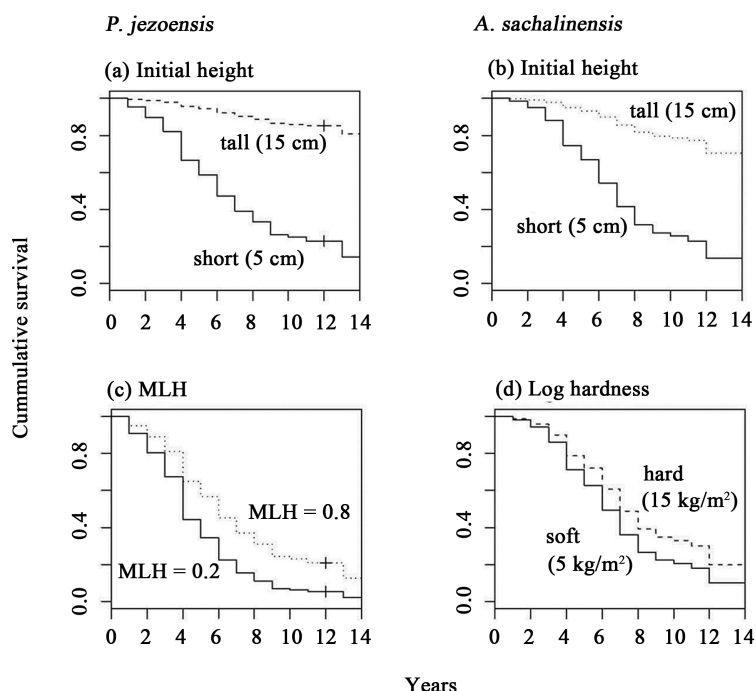 P. jezoensis
A. sachalinensis
(a) Initial height
(b) Initial height
0.8
0.4
0.0
tall (15 cm)
short (5 cm)
0 2 4 6 8 10 12 14
0.8
0.4
0.0
tall (15 cm)
short (5 cm)
0 2 4 6 8 10 12 14
Cummulative survival
(c) MLH
(d) Log hardness
0.8
0.4
0.0
MLH = 0.8
MLH = 0.2
0 2 4 6 8 10 12 14
0.8
0.4
0.0
hard
(15 kg/m²)
soft
(5 kg/m²)
0 2 4 6 8 10 12 14
Years